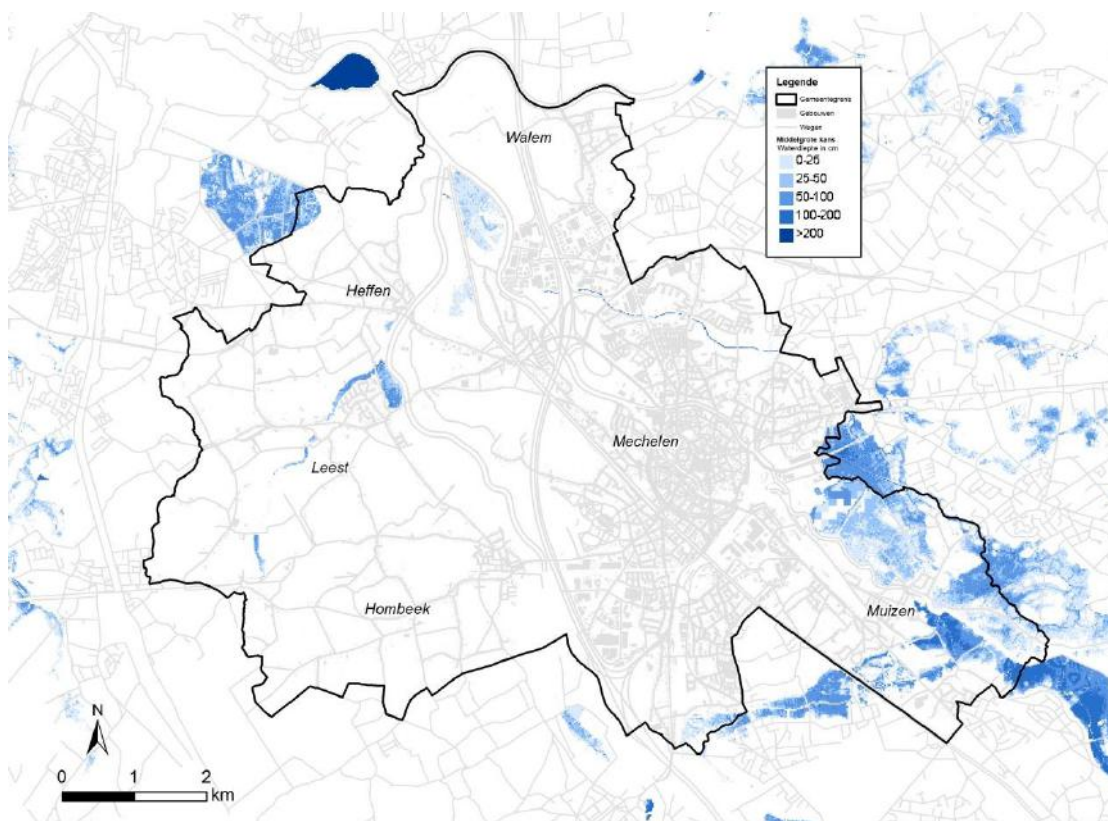 Legende
Gemeentegrens
Gebouwen
Wegen
Middelgrote kans
Waterdiepte in cm
0-25
25-50
50-100
100-200
>200
Walem
Heffen
Mechelen
Leest
Hombeek
Muizen
N
0 1 2
km